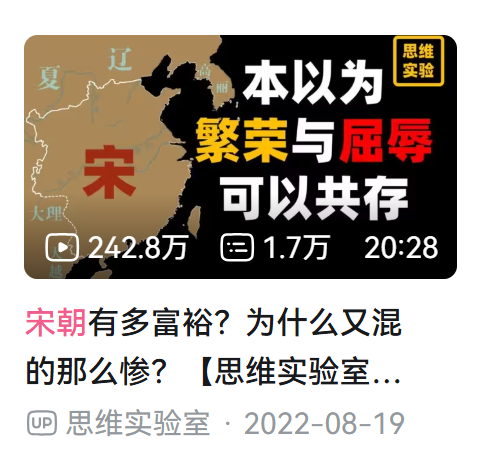 思维
实验
夏
辽
高
丽
本以为
繁荣与屈辱
可以共存
宋
大理
越
242.8万 1.7万 20:28
宋朝有多富裕？为什么又混
的那么惨？【思维实验室...
UP 思维实验室 · 2022-08-19